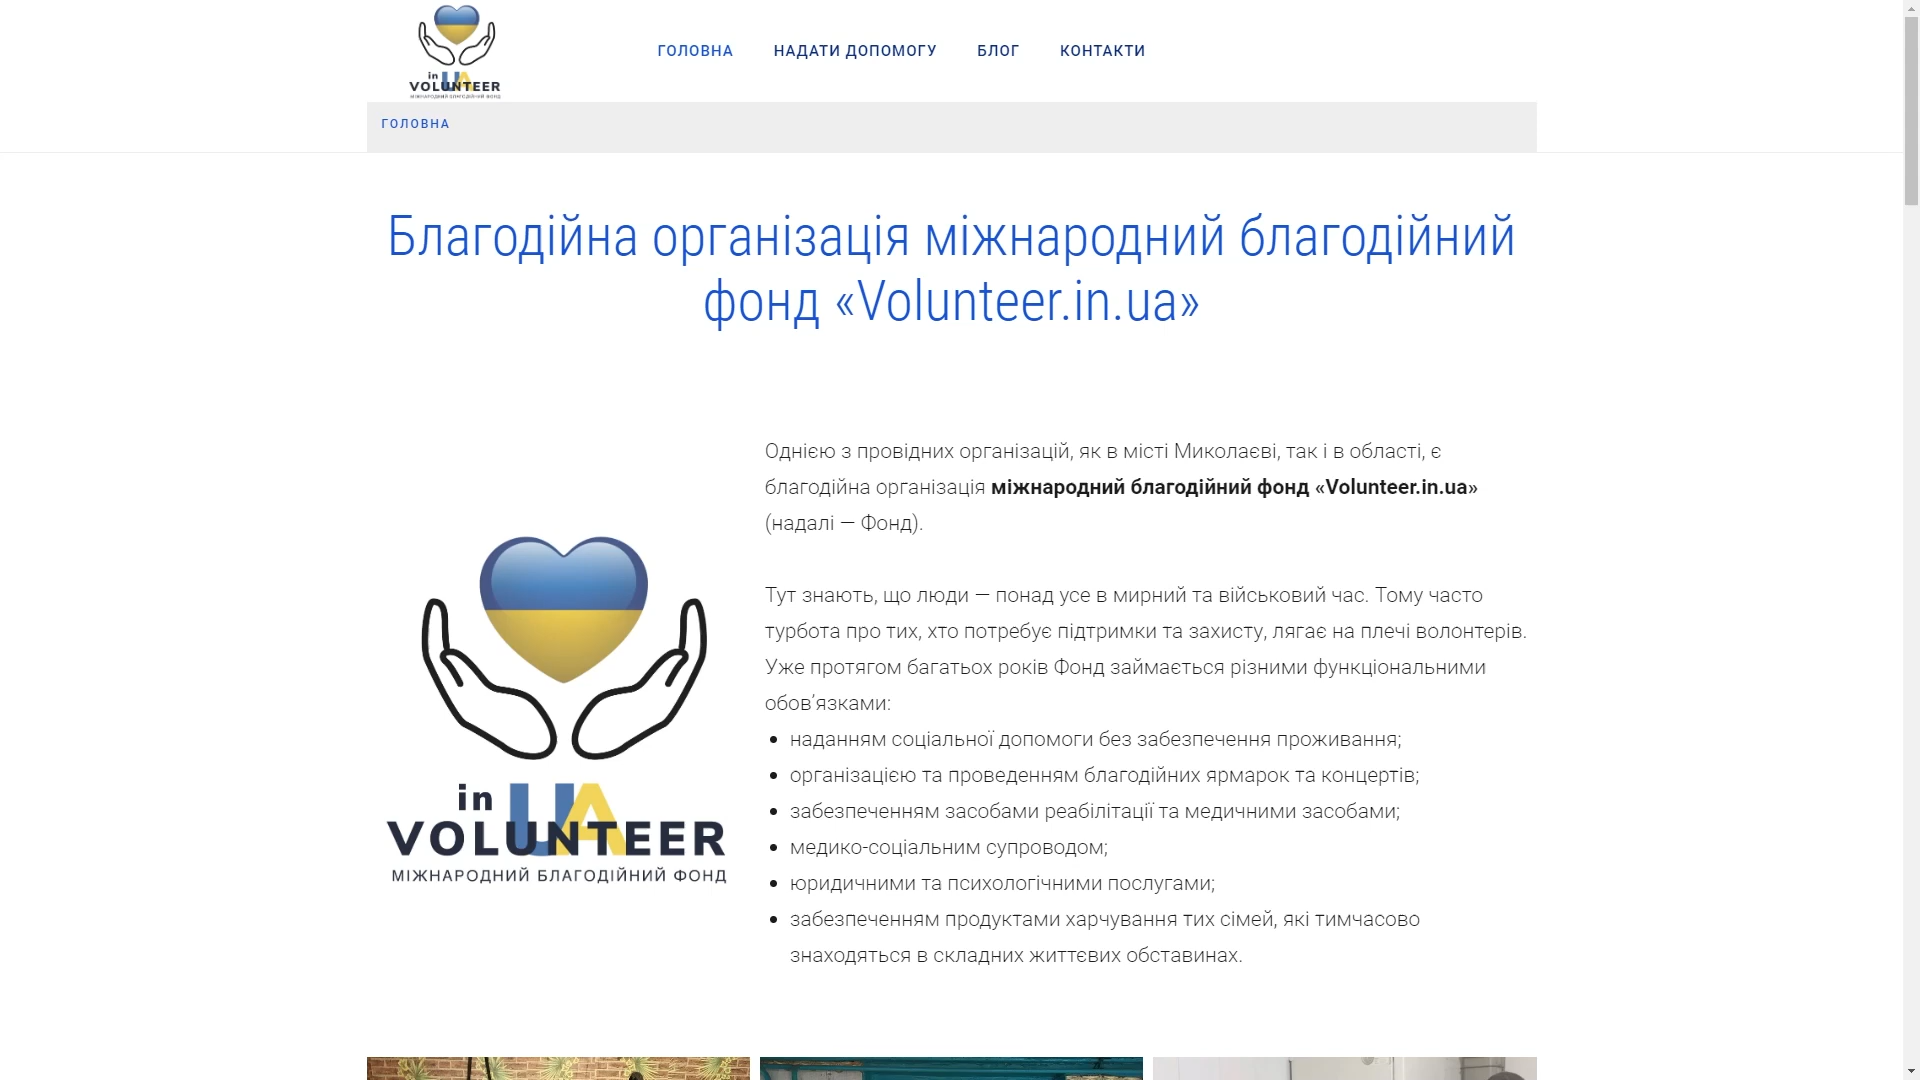 in UA
VOLUNTEER
МІЖНАРОДНИЙ БЛАГОДІЙНИЙ ФОНД
ГОЛОВНА
НАДАТИ ДОПОМОГУ
БЛОГ
КОНТАКТИ
ГОЛОВНА
Благодійна організація міжнародний благодійний
фонд «Volunteer.in.ua»
in UA
VOLUNTEER
МІЖНАРОДНИЙ БЛАГОДІЙНИЙ ФОНД
Однією з провідних організацій, як в місті Миколаєві, так і в області, є
благодійна організація міжнародний благодійний фонд «Volunteer.in.ua»
(надалі — Фонд).
Тут знають, що люди — понад усе в мирний та військовий час. Тому часто
турбота про тих, хто потребує підтримки та захисту, лягає на плечі волонтерів.
Уже протягом багатьох років Фонд займається різними функціональними
обов’язками:
наданням соціальної допомоги без забезпечення проживання;
організацією та проведенням благодійних ярмарок та концертів;
забезпеченням засобами реабілітації та медичними засобами;
медико-соціальним супроводом;
юридичними та психологічними послугами;
забезпеченням продуктами харчування тих сімей, які тимчасово
знаходяться в складних життєвих обставинах.